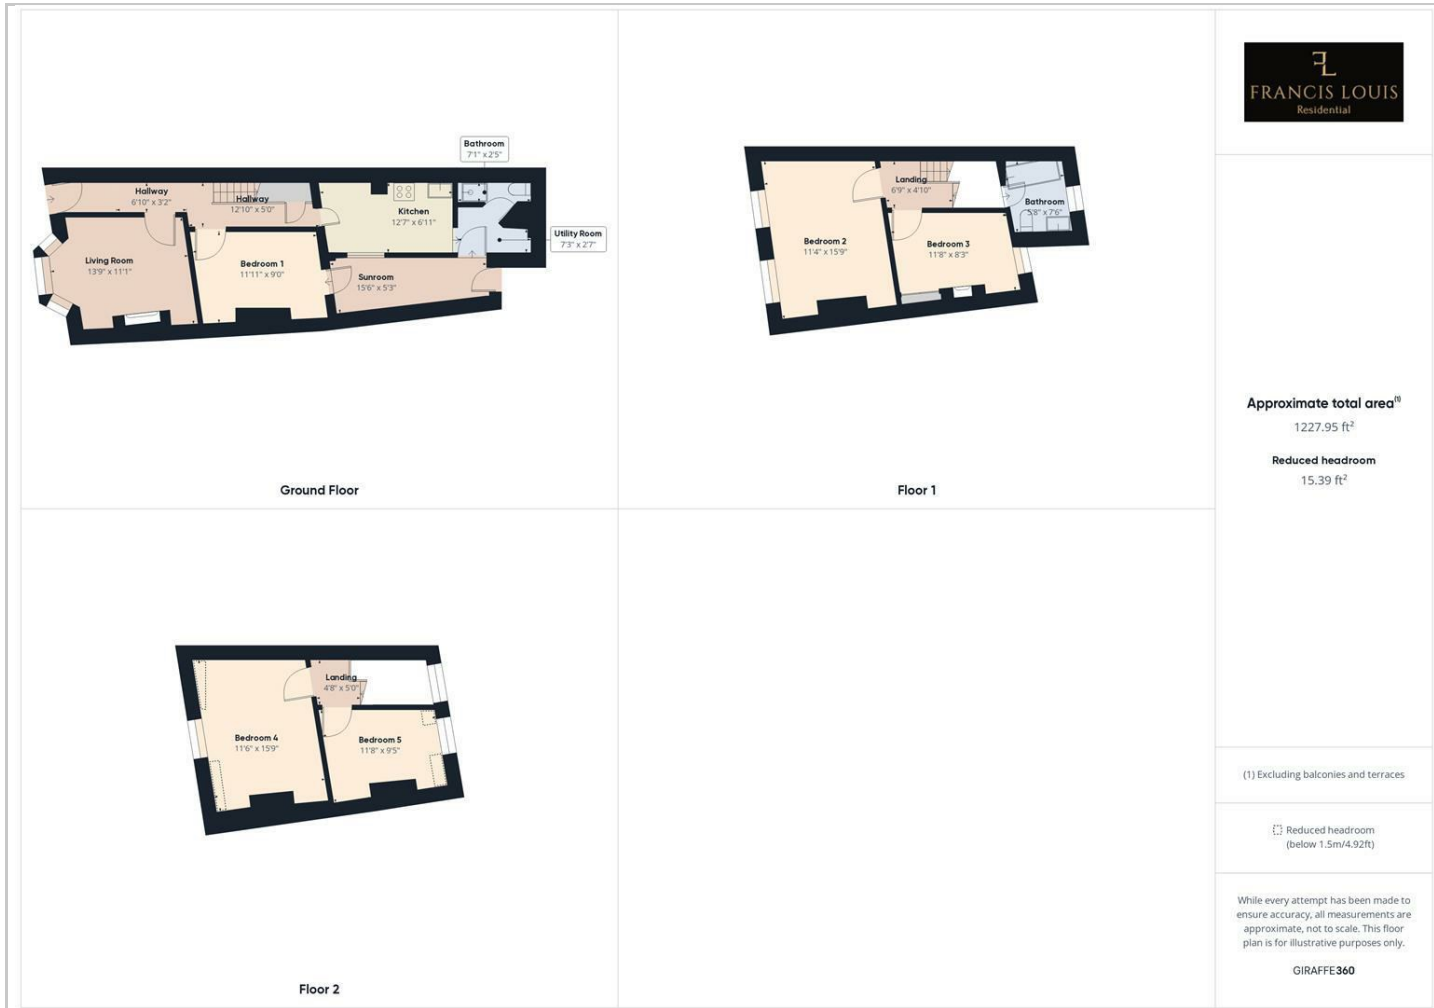 Bathroom
7'1" x 2'5"
Hallway
6'10" x 3'2"
Hallway
12'10" x 5'0"
Kitchen
12'7" x 6'11"
Utility Room
7'3" x 2'7"
Living Room
13'9" x 11'1"
Bedroom 1
11'11" x 9'0"
Sunroom
15'6" x 5'3"
Ground Floor
Landing
6'9" x 4'10"
Bathroom
5'8" x 7'6"
Bedroom 2
11'4" x 15'9"
Bedroom 3
11'8" x 8'3"
Floor 1
Landing
4'8" x 5'0"
Bedroom 4
11'6" x 15'9"
Bedroom 5
11'8" x 9'5"
Floor 2
FL
FRANCIS LOUIS
Residential
Approximate total area(1)
1227.95 ft²
Reduced headroom
15.39 ft²
(1) Excluding balconies and terraces
Reduced headroom
(below 1.5m/4.92ft)
While every attempt has been made to
ensure accuracy, all measurements are
approximate, not to scale. This floor
plan is for illustrative purposes only.
GIRAFFE360